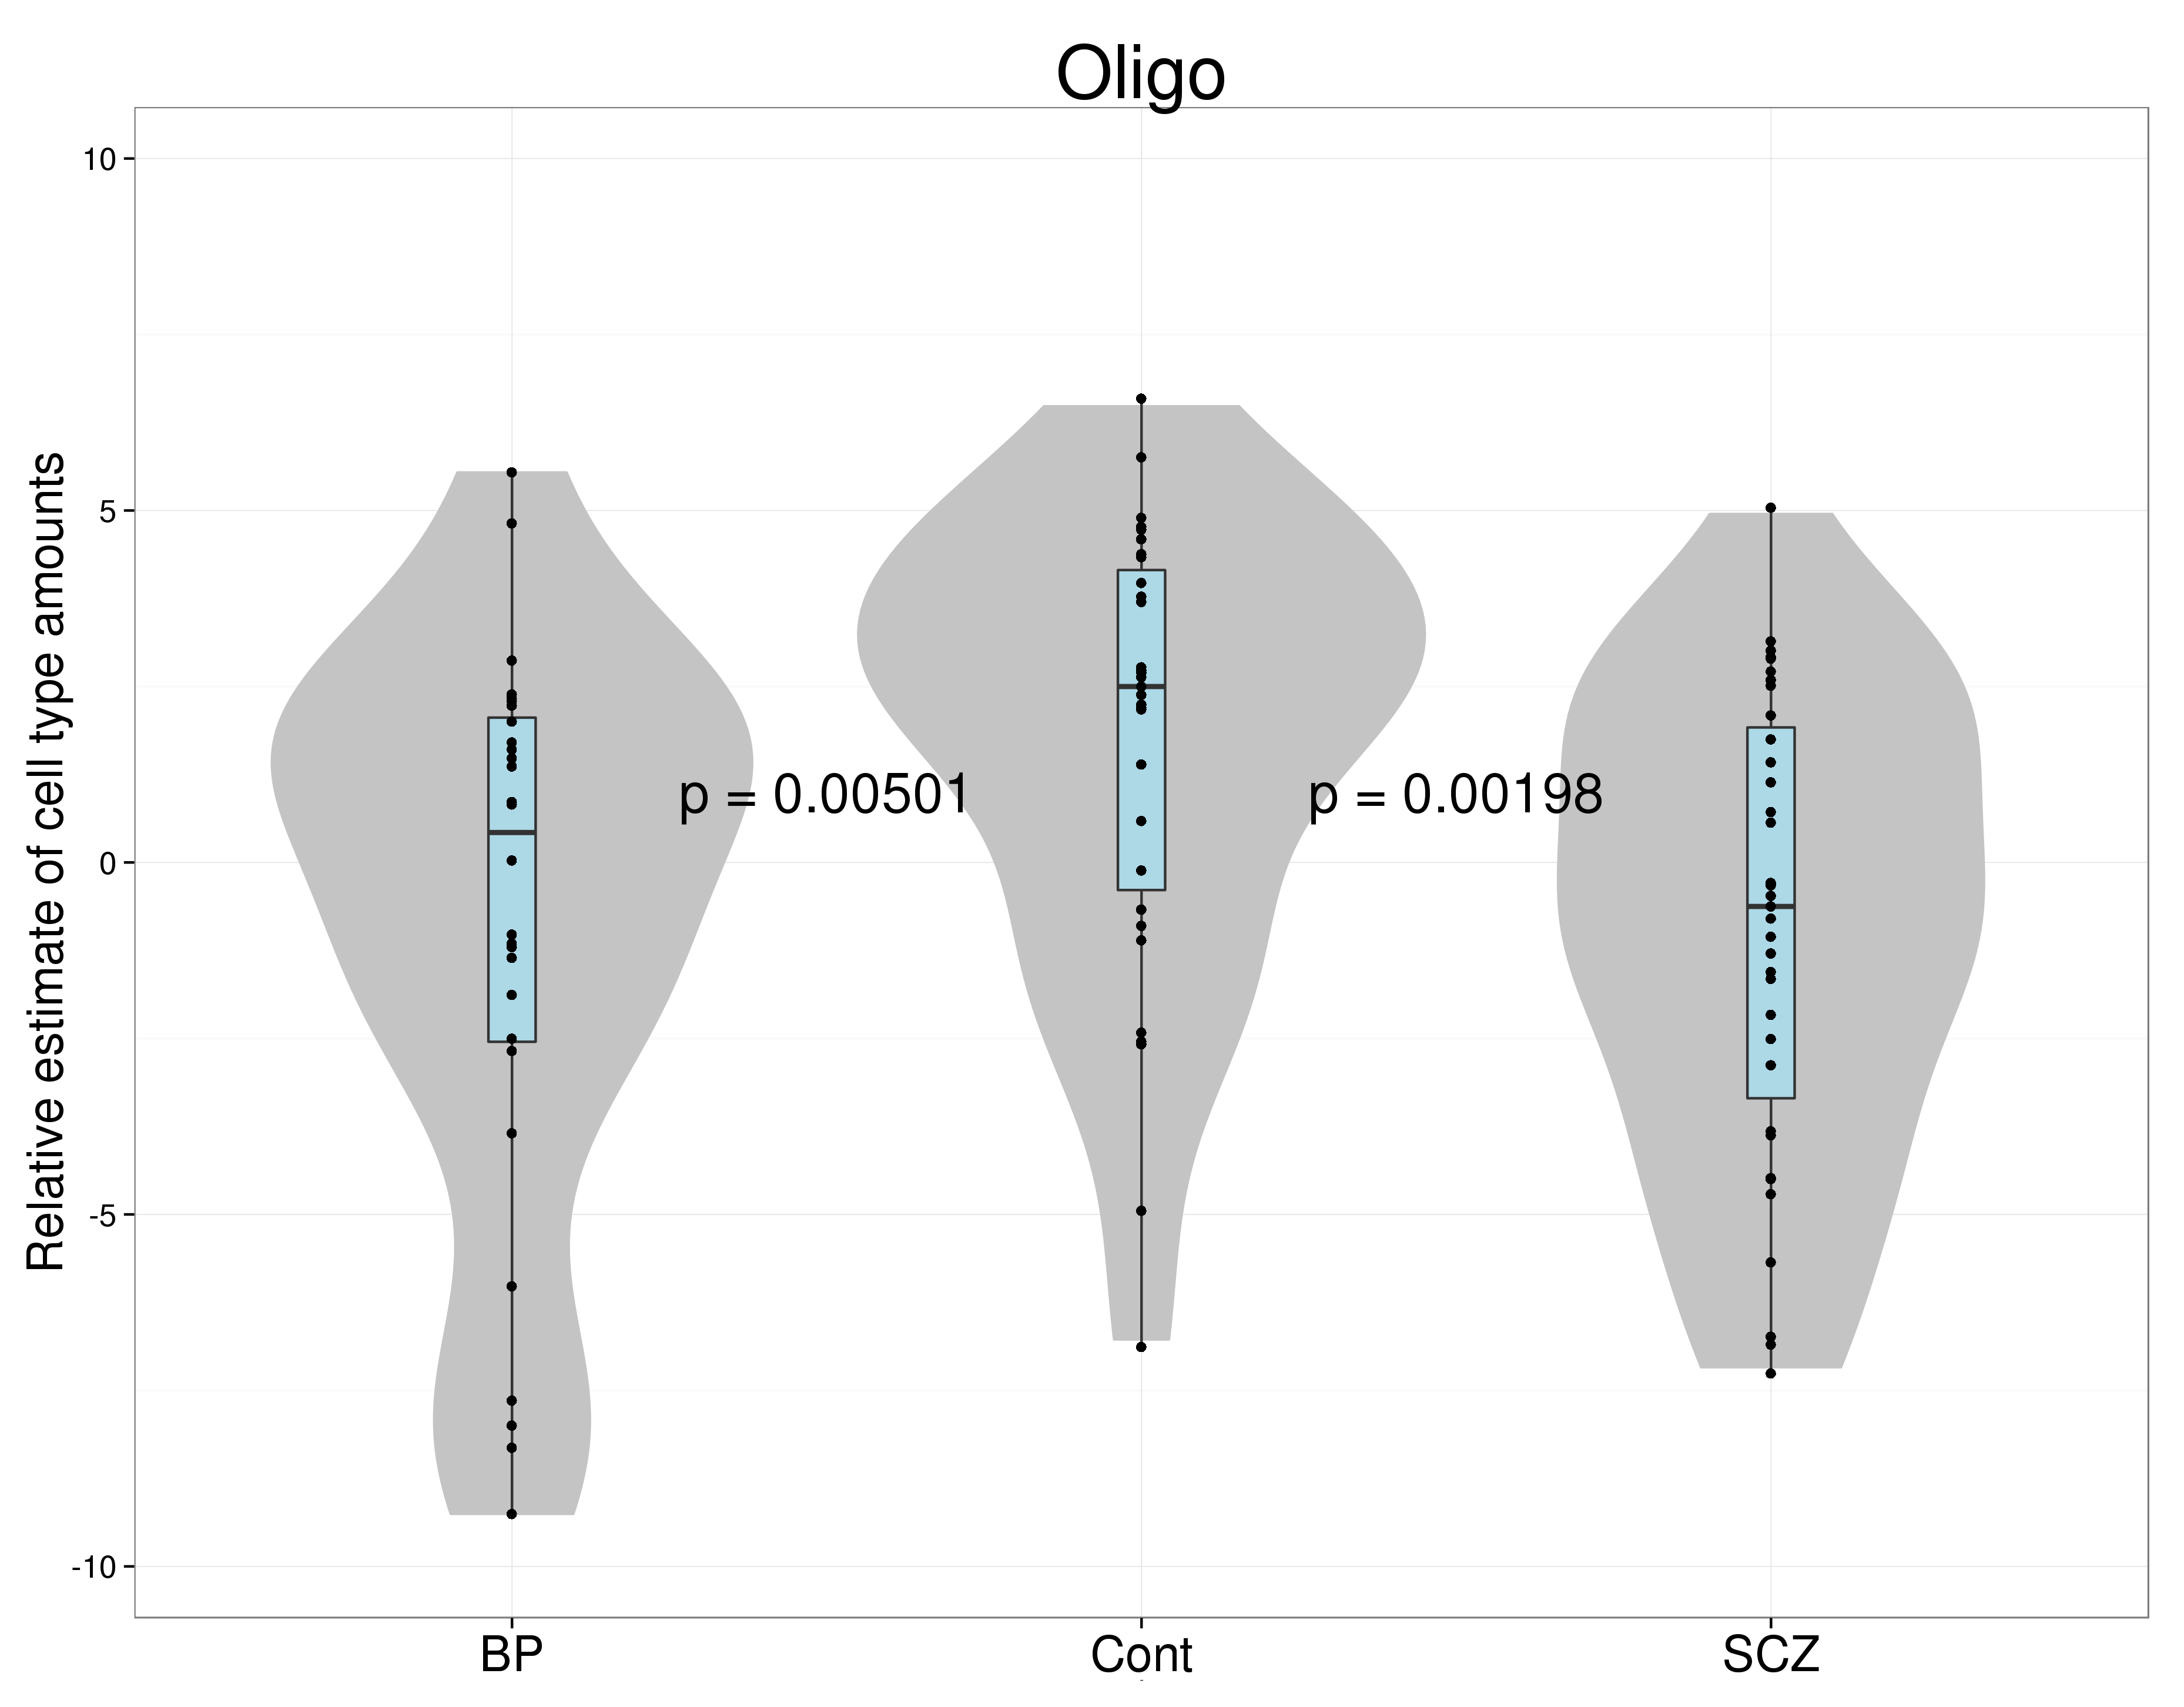 Oligo
Relative estimate of cell type amounts
10
5
0
-5
-10
p = 0.00501
p = 0.00198
BP
Cont
SCZ